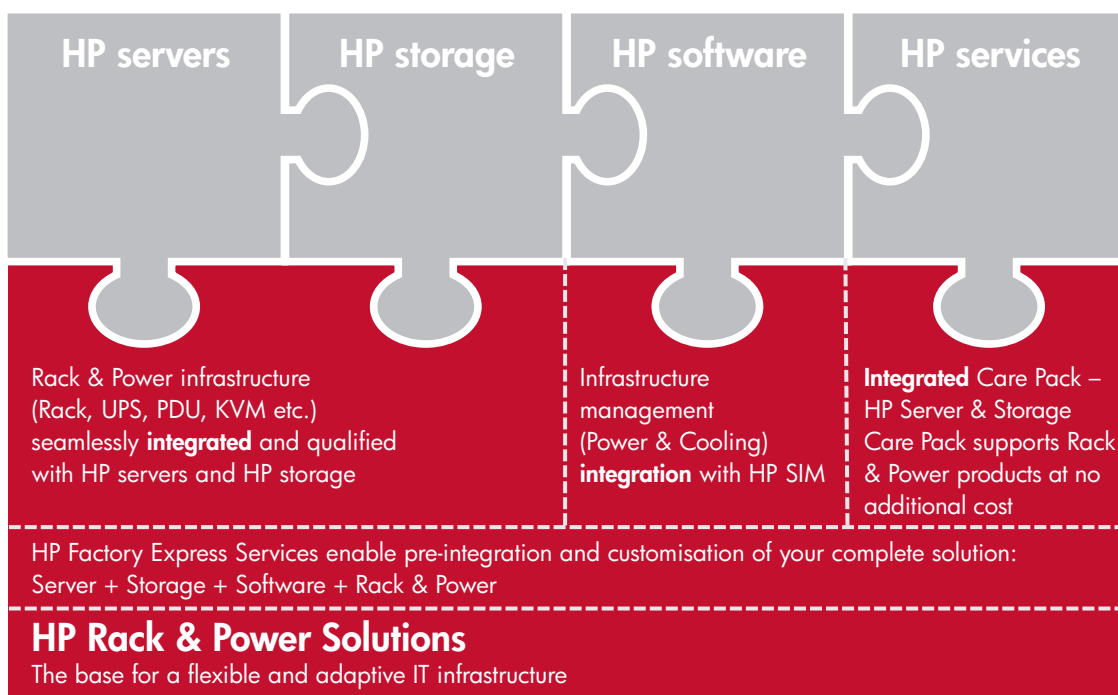 HP servers
HP storage
HP software
HP services
Rack & Power infrastructure
(Rack, UPS, PDU, KVM etc.)
seamlessly integrated and qualified
with HP servers and HP storage
Infrastructure
management
(Power & Cooling)
integration with HP SIM
Integrated Care Pack –
HP Server & Storage
Care Pack supports Rack
& Power products at no
additional cost
HP Factory Express Services enable pre-integration and customisation of your complete solution:
Server + Storage + Software + Rack & Power
HP Rack & Power Solutions
The base for a flexible and adaptive IT infrastructure